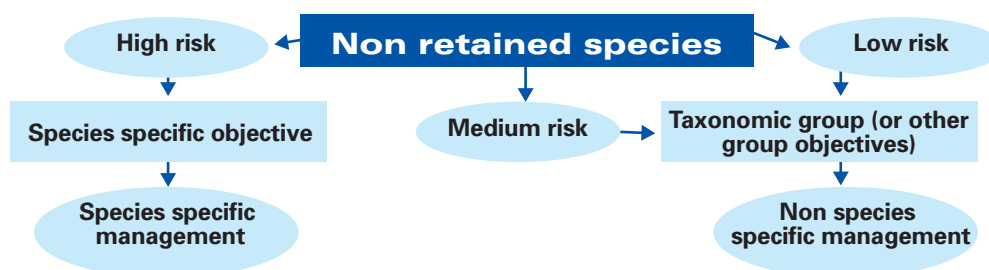 Non retained species
High risk
Low risk
Medium risk
Species specific objective
Taxonomic group (or other
group objectives)
Species specific
management
Non species
specific management